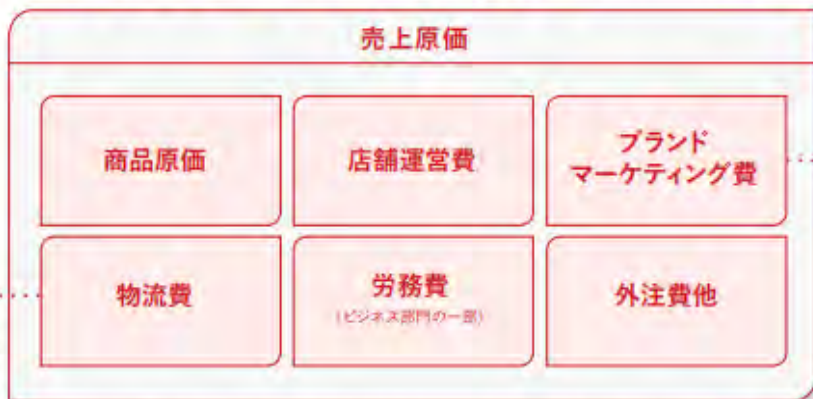 売上原価
商品原価
店舗運営費
ブランド
マーケティング費
物流費
労務費
(ビジネス部門の一部)
外注費他